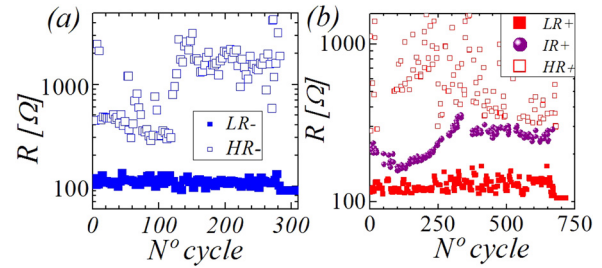 (a)
1000
100
R [Ω]
LR-
HR-
0
100
200
300
Nº cycle
(b)
1000
100
R [Ω]
LR+
IR+
HR+
0
250
500
750
Nº cycle